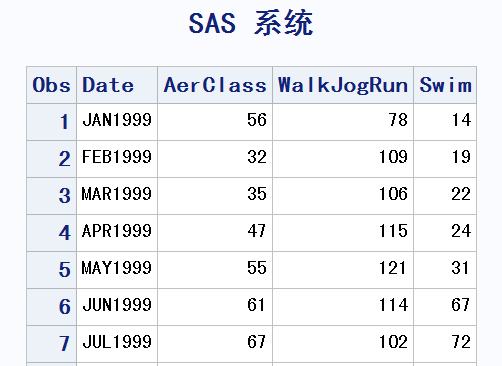 SAS 系统
Obs Date AerClass WalkJogRun Swim
1 JAN1999 56 78 14
2 FEB1999 32 109 19
3 MAR1999 35 106 22
4 APR1999 47 115 24
5 MAY1999 55 121 31
6 JUN1999 61 114 67
7 JUL1999 67 102 72